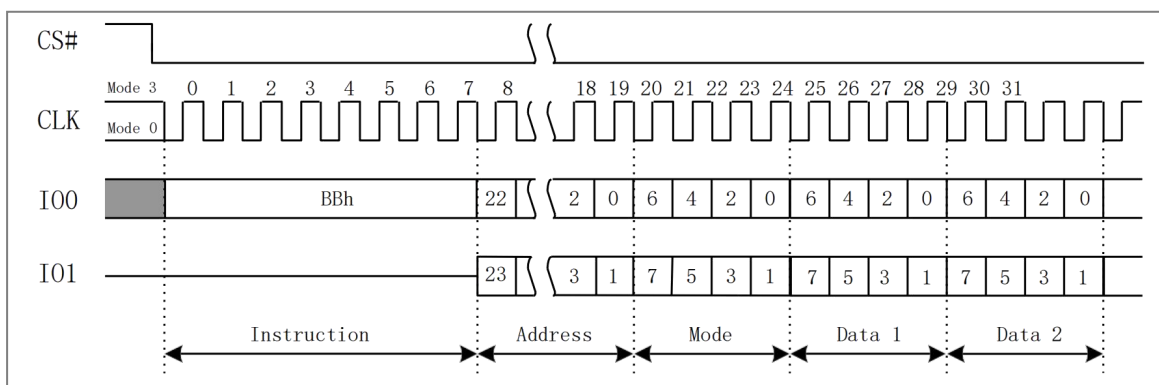 CS#
Mode 3 0 1 2 3 4 5 6 7 8 18 19 20 21 22 23 24 25 26 27 28 29 30 31
CLK
Mode 0
IO0 BBh 22 2 0 6 4 2 0 6 4 2 0 6 4 2 0
IO1 23 3 1 7 5 3 1 7 5 3 1 7 5 3 1
Instruction Address Mode Data 1 Data 2